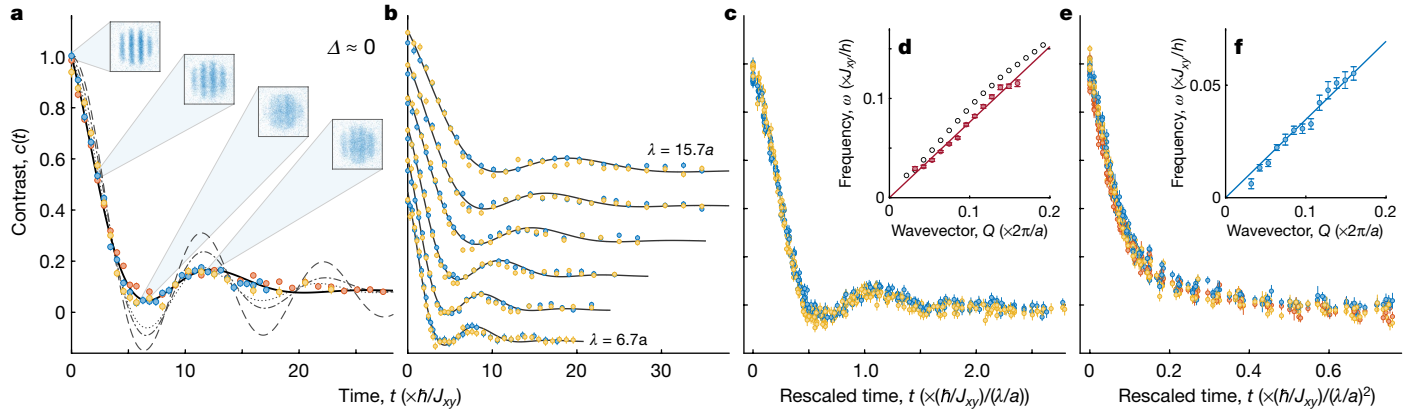 a
Δ ≈ 0
Contrast, c(t)
1.0
0.8
0.6
0.4
0.2
0
0 10 20
b
λ = 15.7a
λ = 6.7a
0 10 20 30
Time, t (×ħ/Jxy)
c
0 1.0 2.0
Rescaled time, t (×(ħ/Jxy)/(λ/a))
d
Frequency, ω (×Jxy/h)
0.1
0
0 0.1 0.2
Wavevector, Q (×2π/a)
e
0 0.2 0.4 0.6
Rescaled time, t (×(ħ/Jxy)/(λ/a)²)
f
Frequency, ω (×Jxy/h)
0.05
0
0 0.1 0.2
Wavevector, Q (×2π/a)